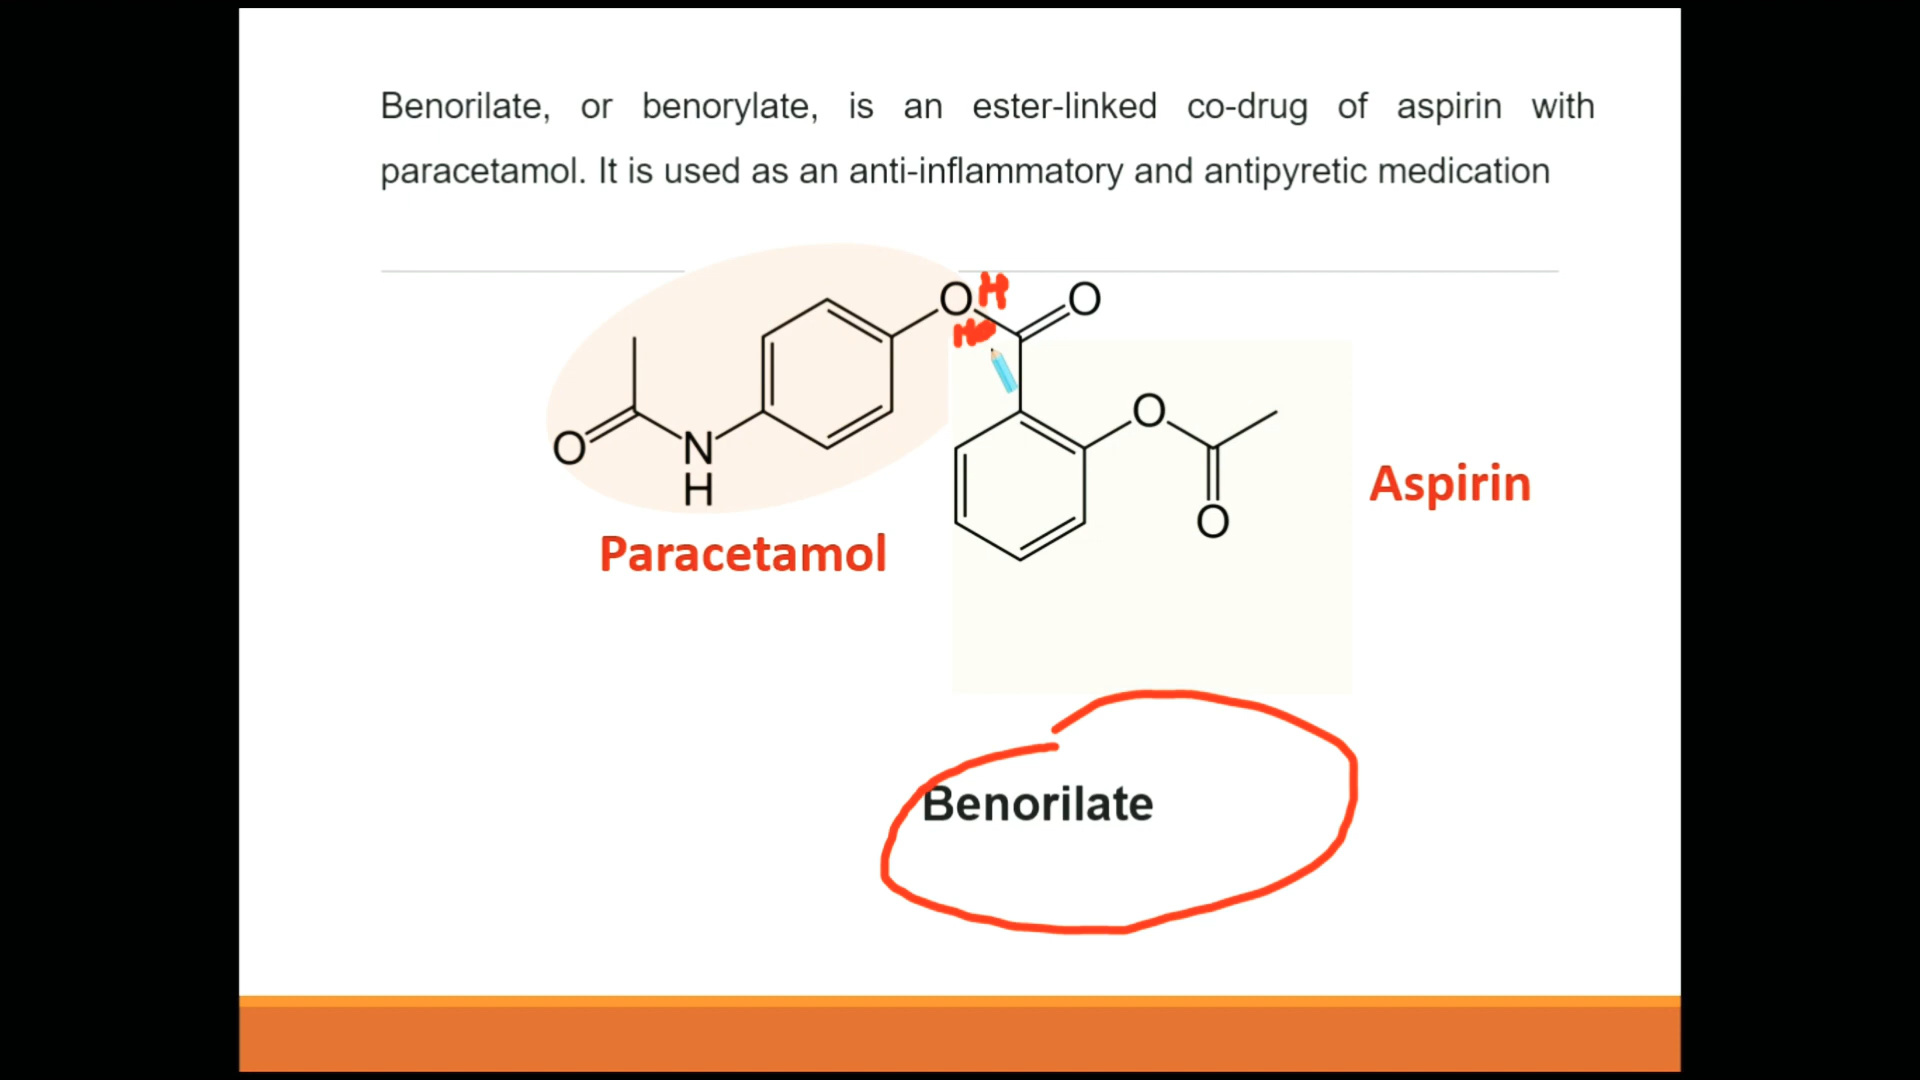 Benorilate, or benorylate, is an ester-linked co-drug of aspirin with
paracetamol. It is used as an anti-inflammatory and antipyretic medication
O H O
HO
O
O N
H
O
Aspirin
Paracetamol
Benorilate